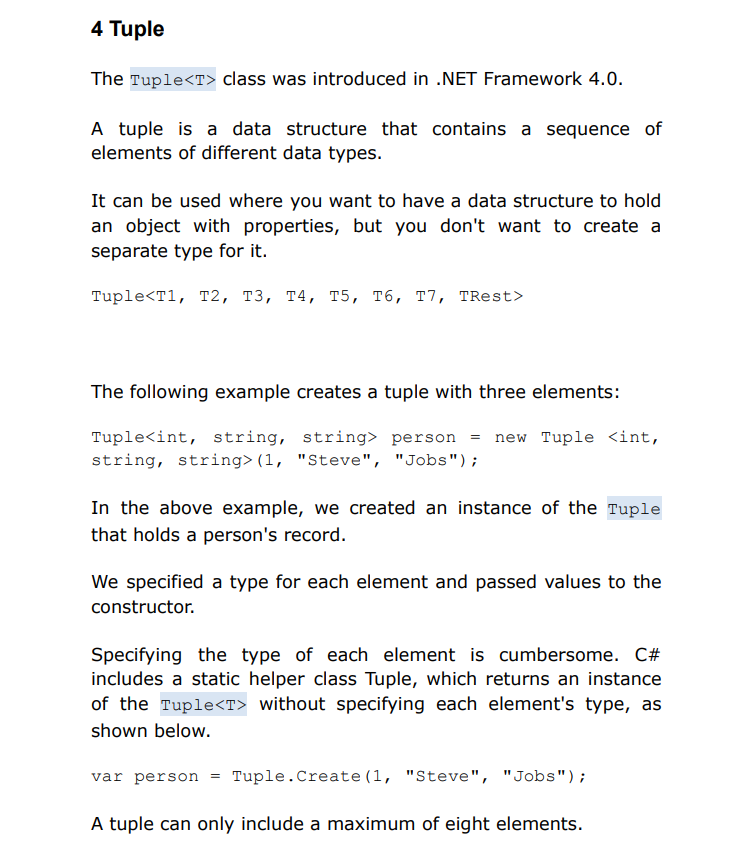 4 Tuple
The Tuple<T> class was introduced in .NET Framework 4.0.
A tuple is a data structure that contains a sequence of
elements of different data types.
It can be used where you want to have a data structure to hold
an object with properties, but you don't want to create a
separate type for it.
Tuple<T1, T2, T3, T4, T5, T6, T7, TRest>
The following example creates a tuple with three elements:
Tuple<int, string, string> person = new Tuple <int,
string, string>(1, "Steve", "Jobs");
In the above example, we created an instance of the Tuple
that holds a person's record.
We specified a type for each element and passed values to the
constructor.
Specifying the type of each element is cumbersome. C#
includes a static helper class Tuple, which returns an instance
of the Tuple<T> without specifying each element's type, as
shown below.
var person = Tuple.Create(1, "Steve", "Jobs");
A tuple can only include a maximum of eight elements.